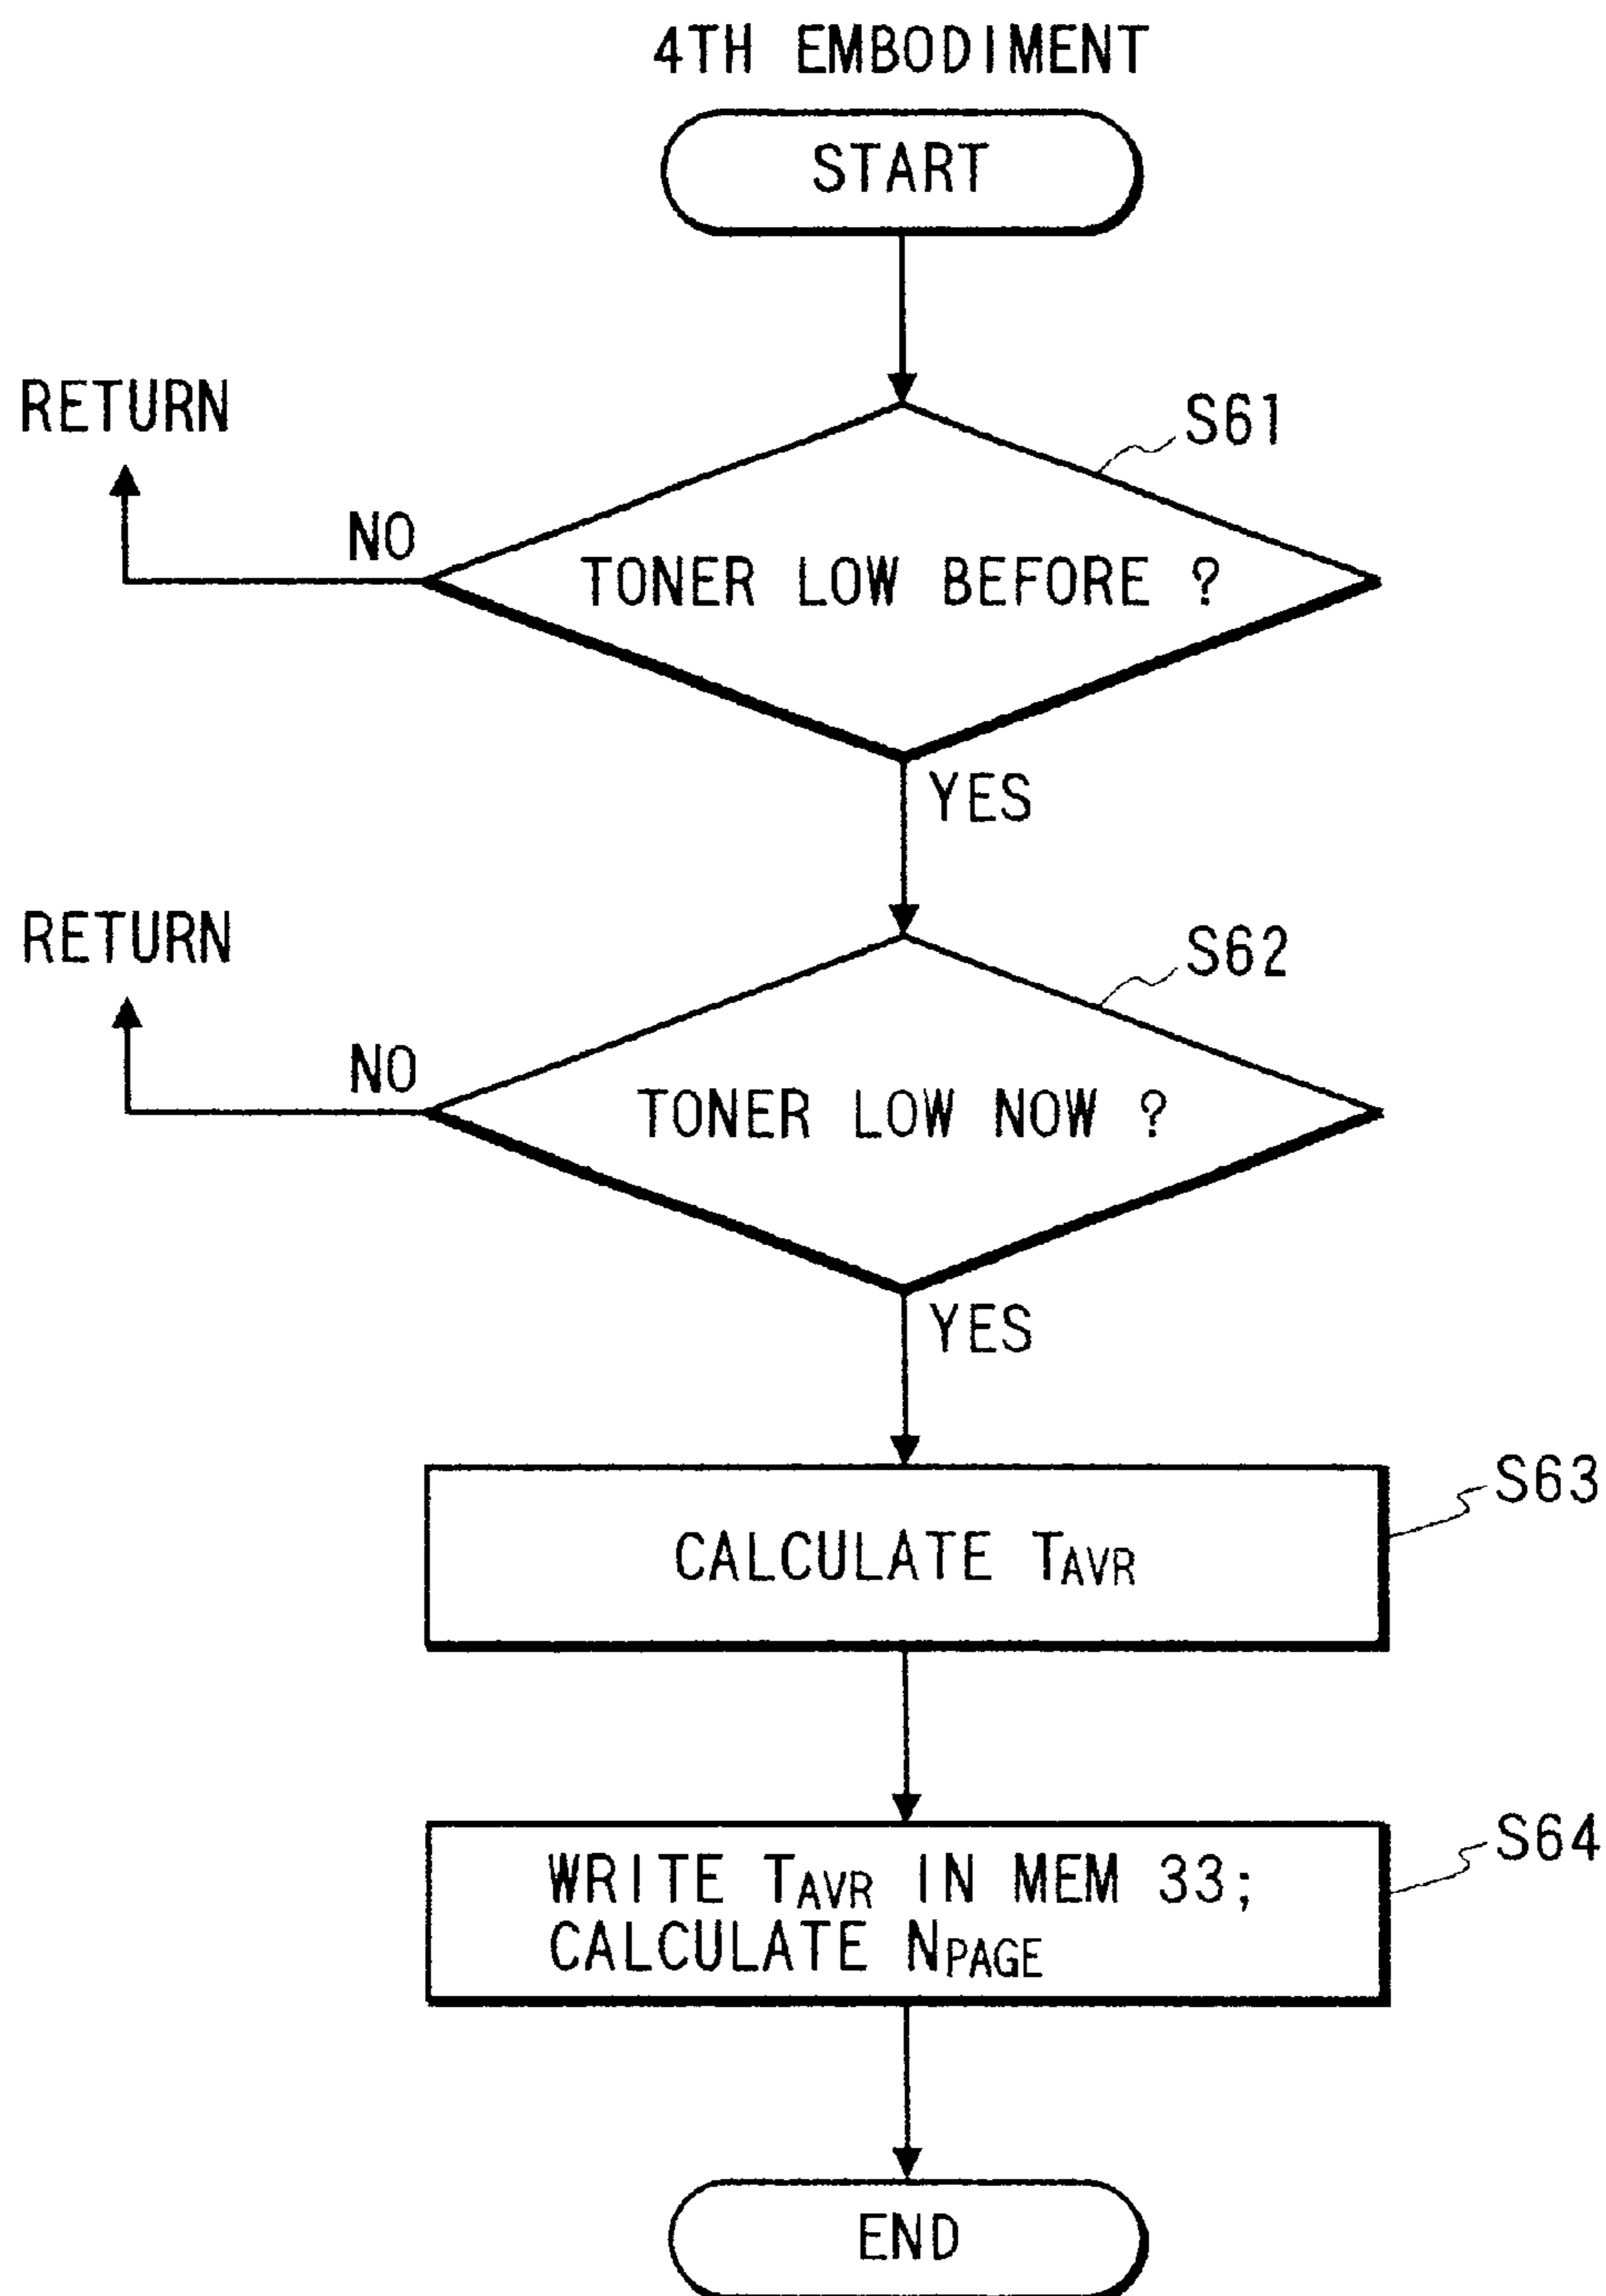 4TH EMBODIMENT
START
RETURN
S61
NO
TONER LOW BEFORE ?
YES
RETURN
S62
NO
TONER LOW NOW ?
YES
S63
CALCULATE TAVR
S64
WRITE TAVR IN MEM 33;
CALCULATE NPAGE
END